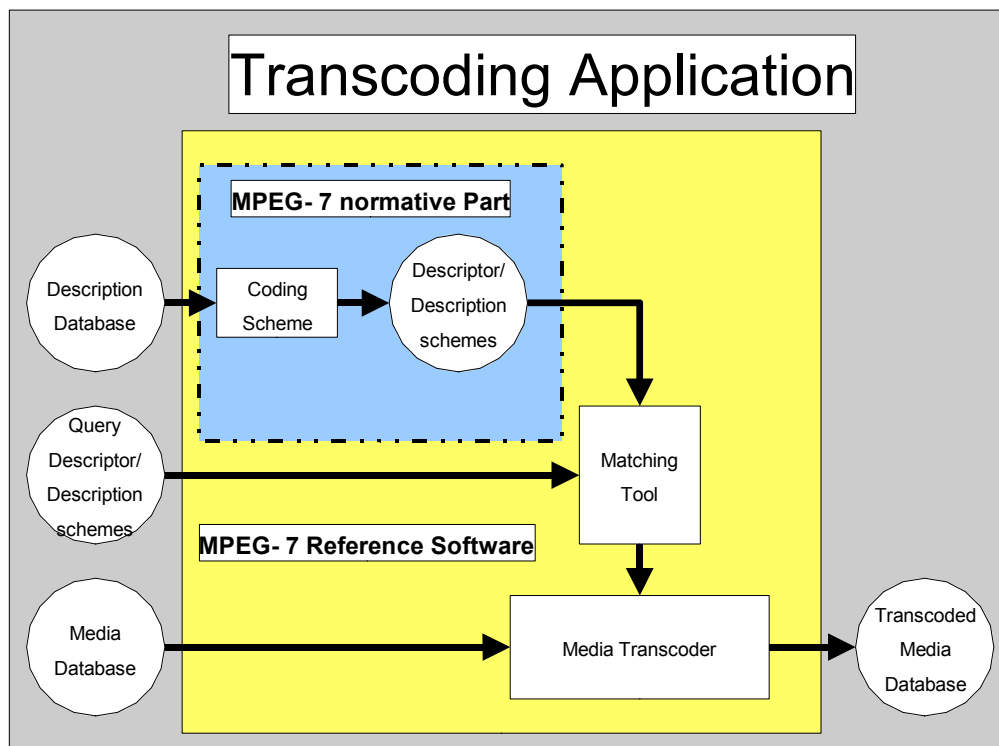 Transcoding Application
MPEG- 7 normative Part
Description
Database
Coding
Scheme
Descriptor/
Description
schemes
Query
Descriptor/
Description
schemes
Matching
Tool
MPEG- 7 Reference Software
Media
Database
Media Transcoder
Transcoded
Media
Database